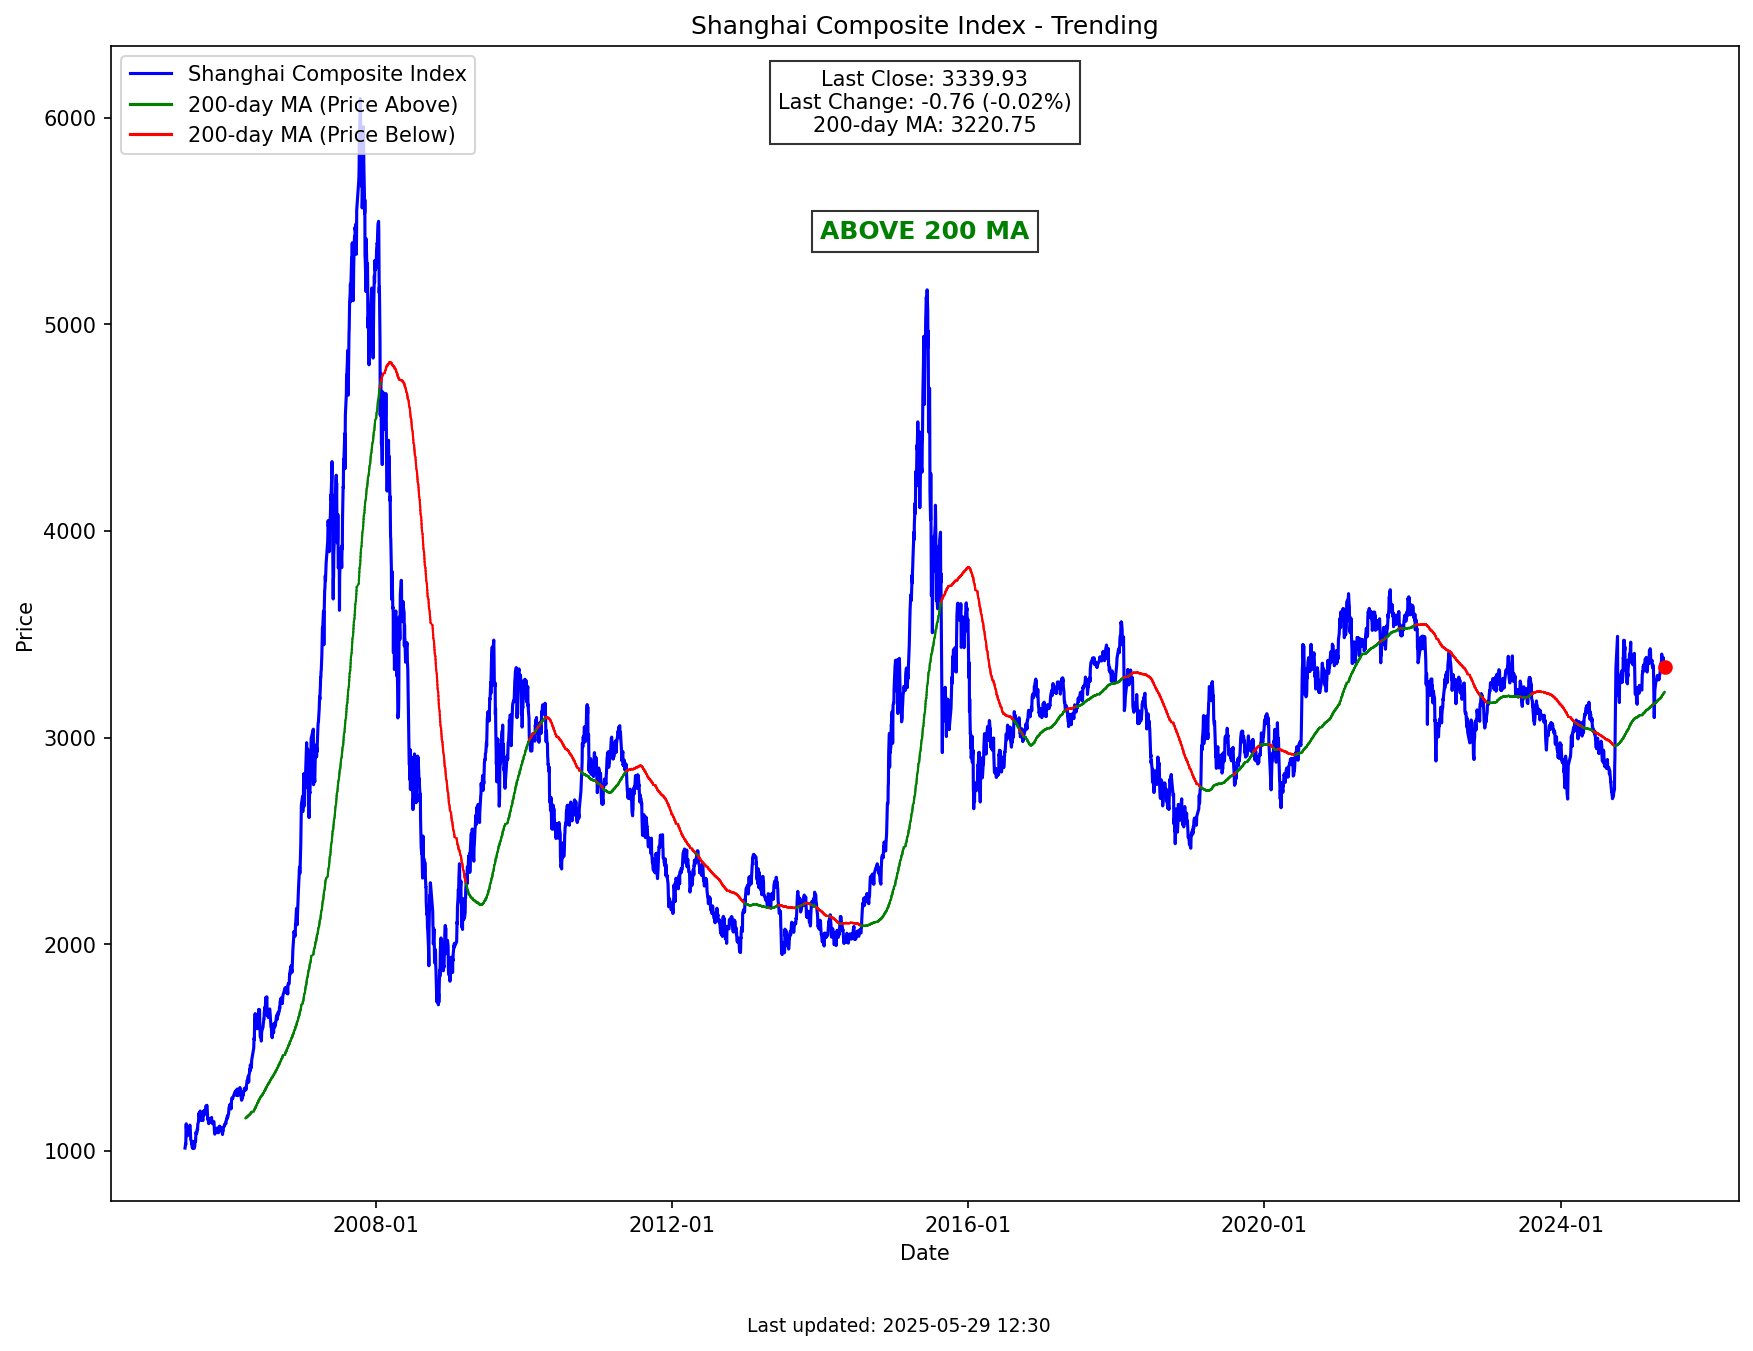 Shanghai Composite Index - Trending
Shanghai Composite Index
200-day MA (Price Above)
200-day MA (Price Below)
Last Close: 3339.93
Last Change: -0.76 (-0.02%)
200-day MA: 3220.75
ABOVE 200 MA
6000
5000
4000
3000
2000
1000
Price
2008-01
2012-01
2016-01
2020-01
2024-01
Date
Last updated: 2025-05-29 12:30